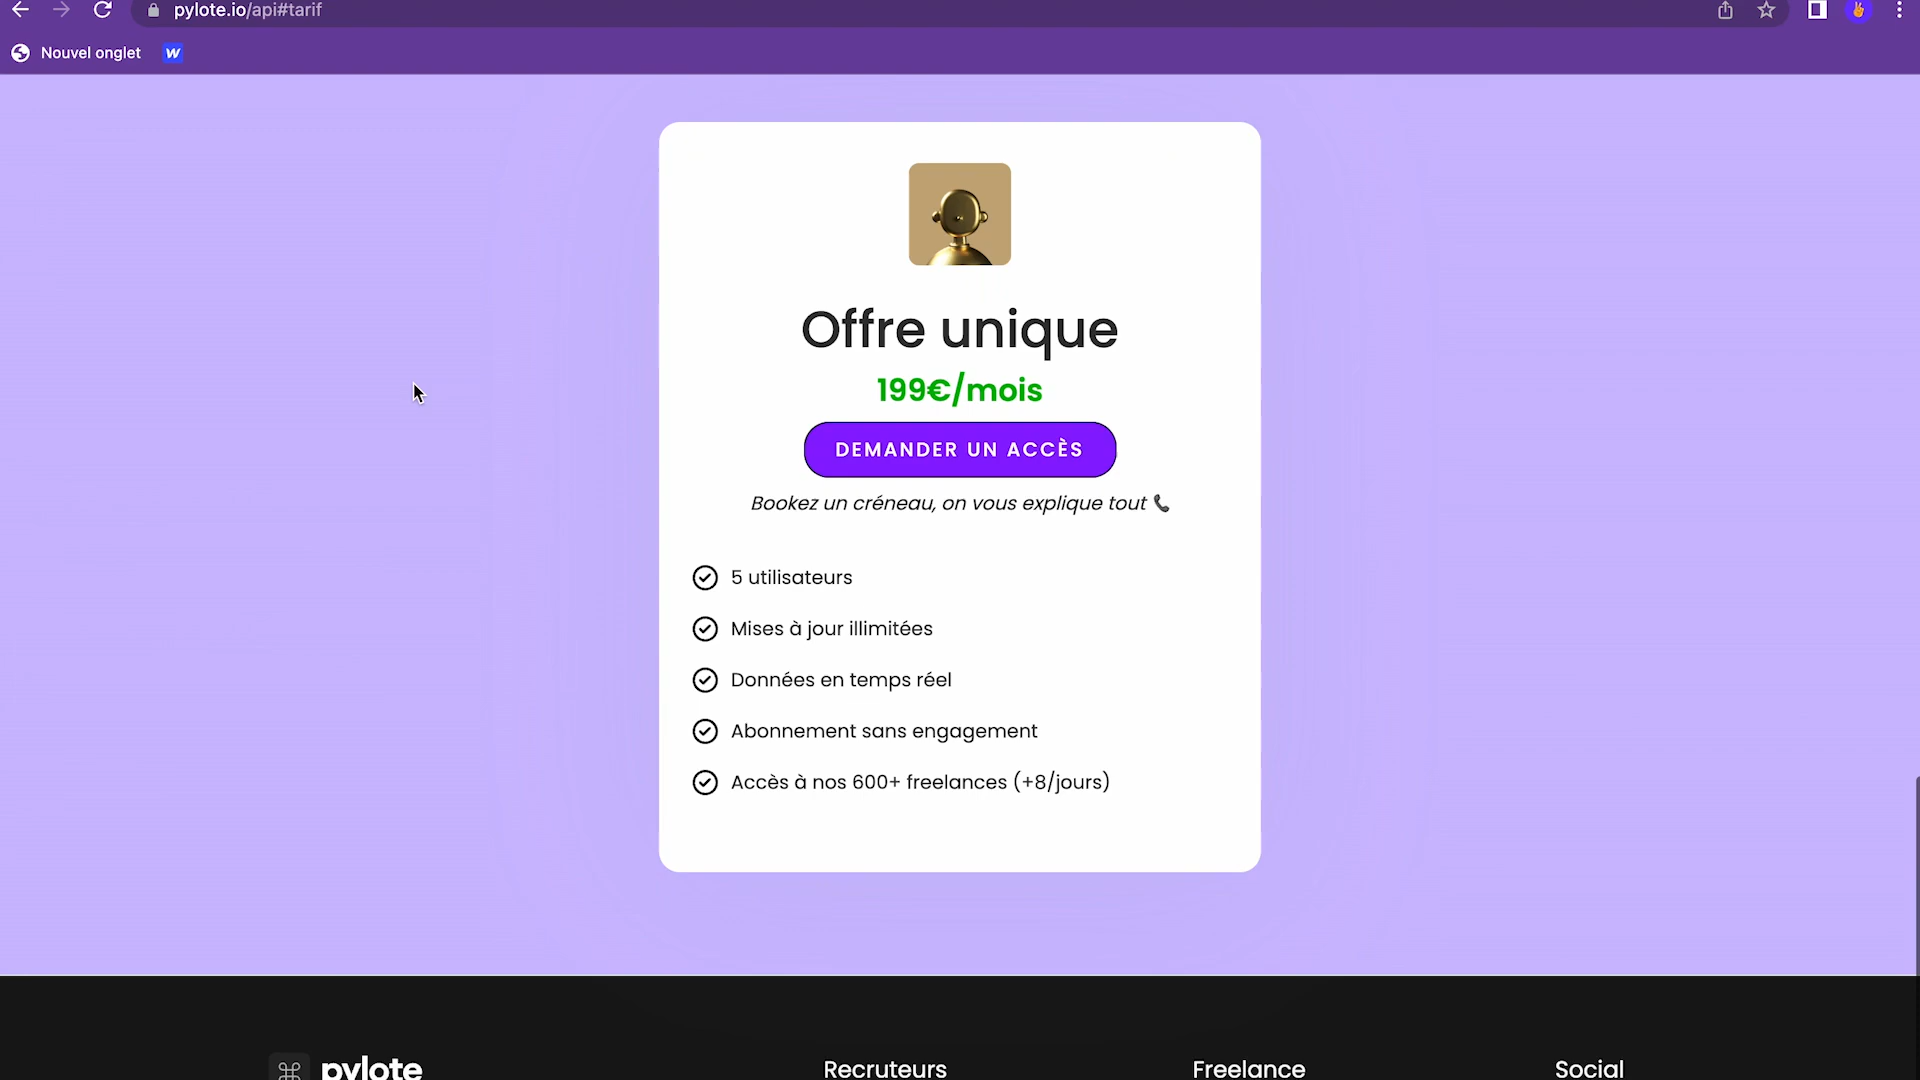 pylote.io/api#tarif
Nouvel onglet
Offre unique
199€/mois
DEMANDER UN ACCÈS
Bookez un créneau, on vous explique tout
5 utilisateurs
Mises à jour illimitées
Données en temps réel
Abonnement sans engagement
Accès à nos 600+ freelances (+8/jours)
pylote
Recruteurs
Freelance
Social